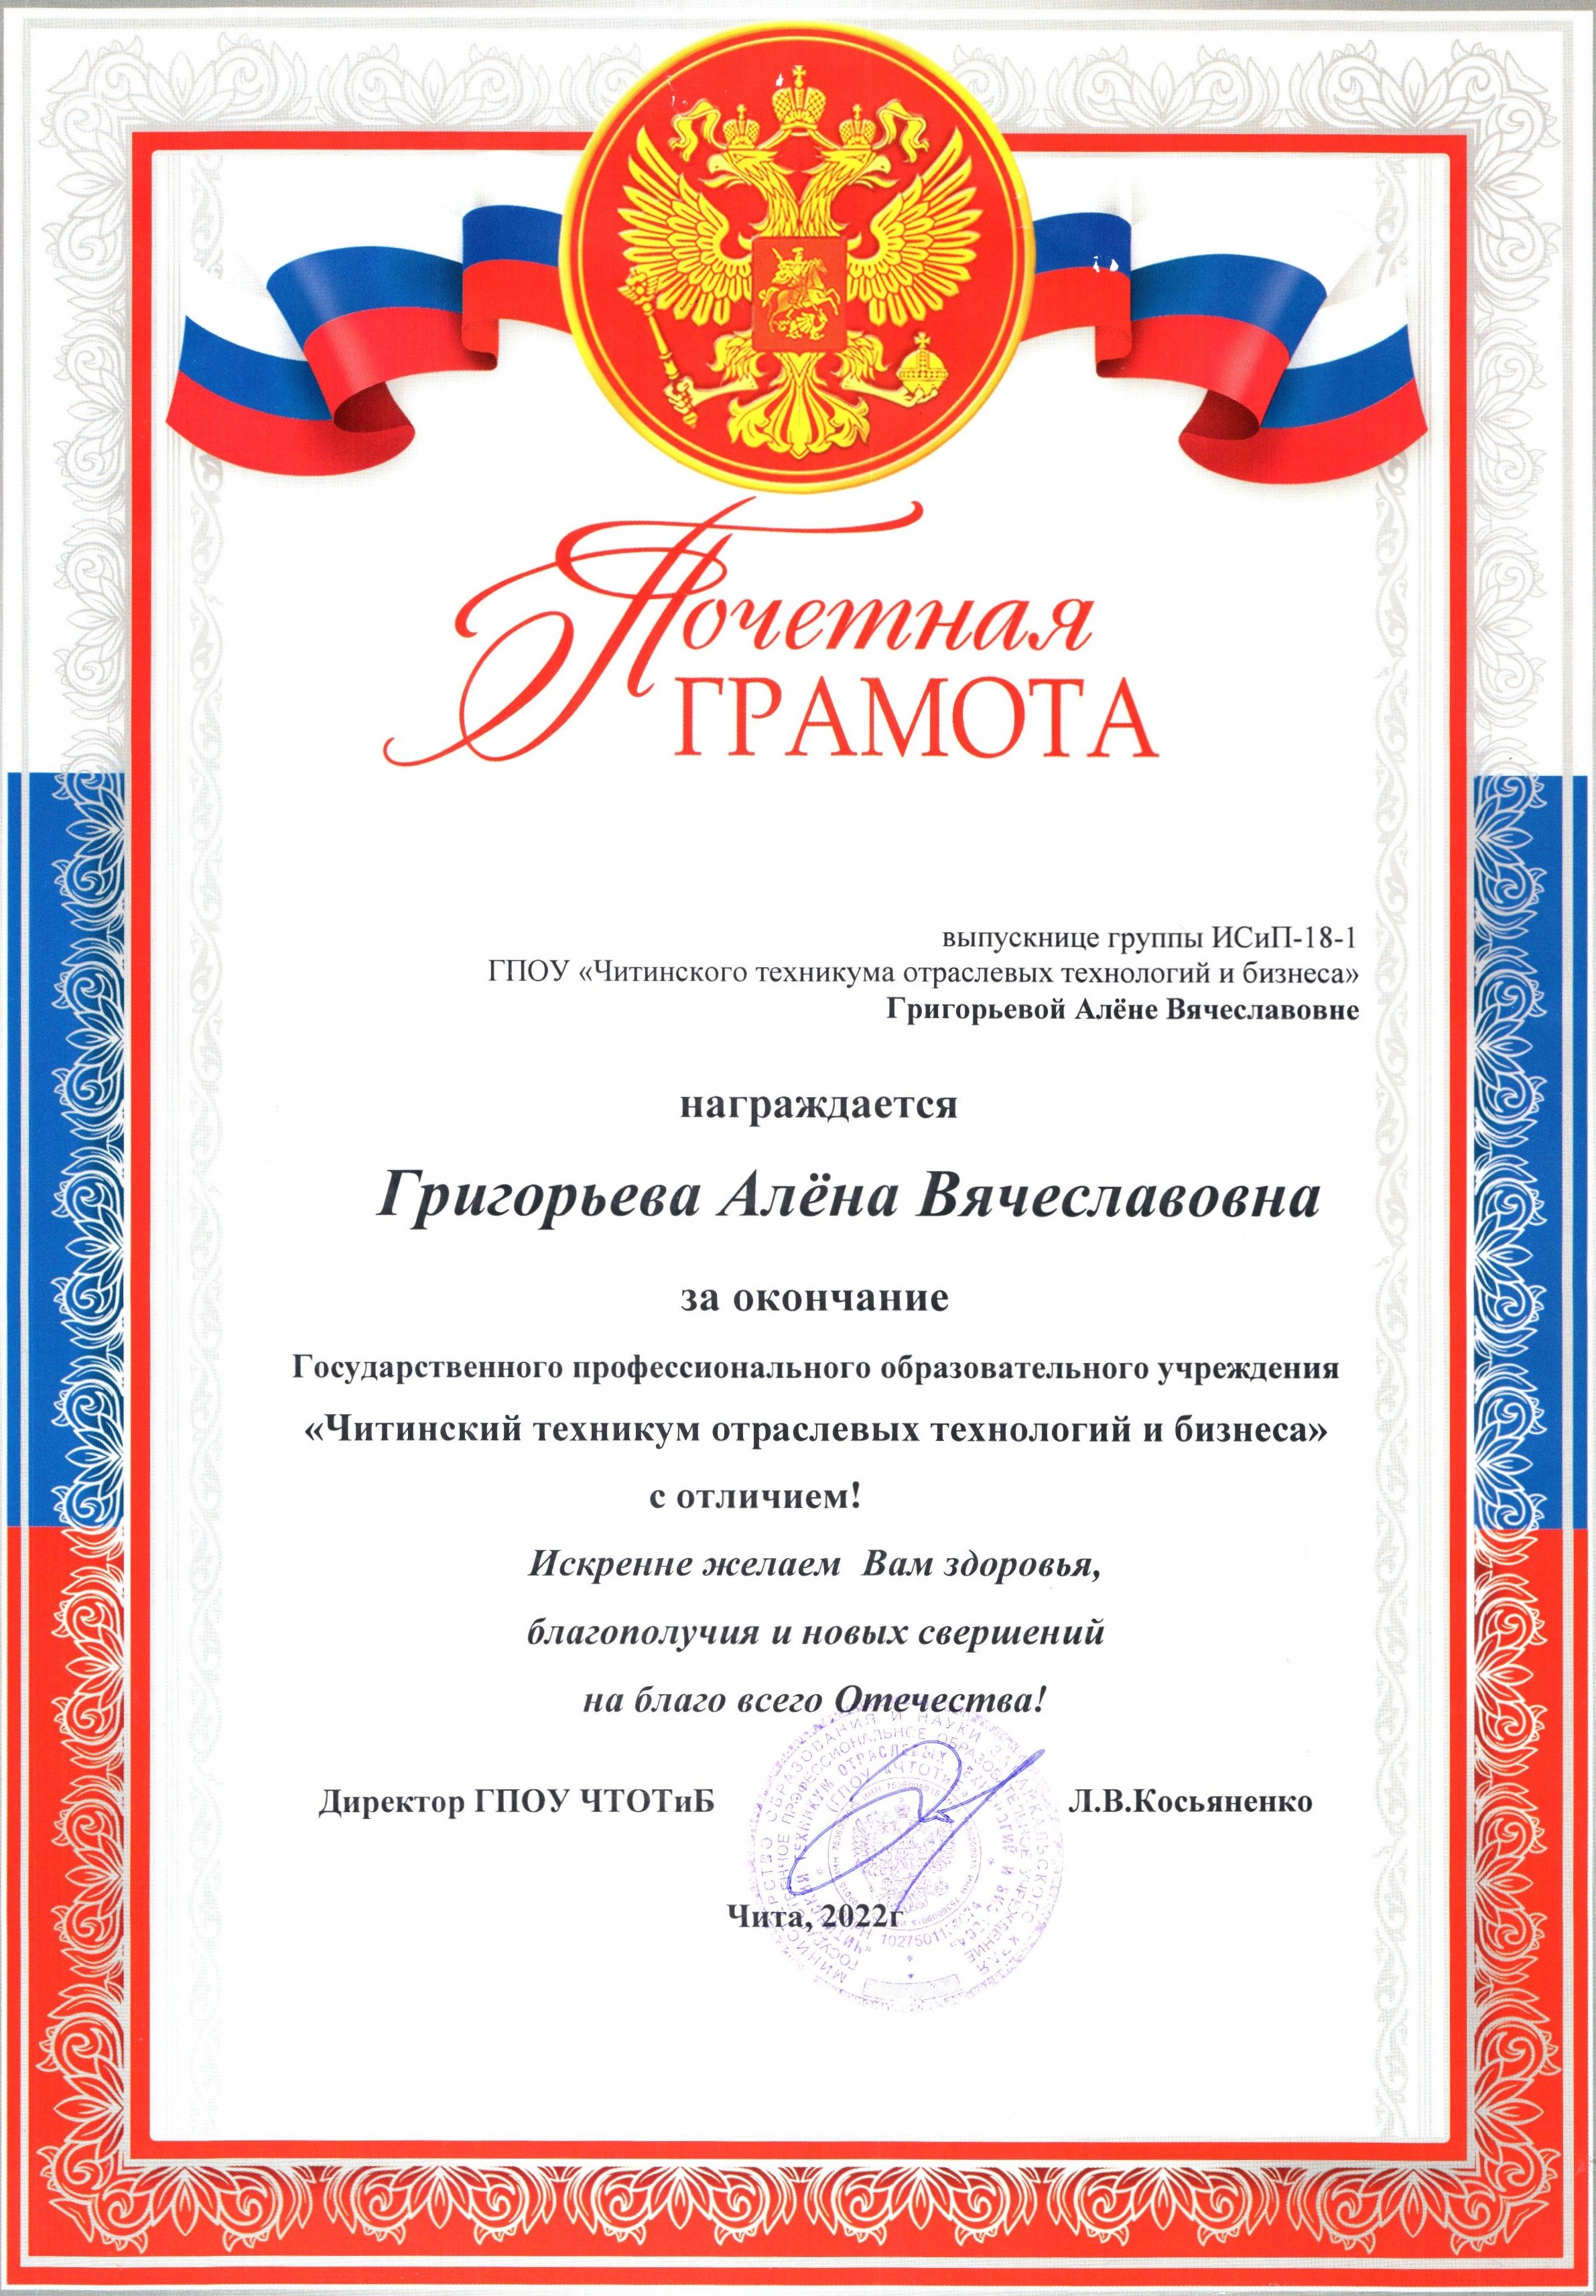 Почетная
ГРАМОТА
выпускнице группы ИСиП-18-1
ГПОУ «Читинского техникума отраслевых технологий и бизнеса»
Григорьевой Алёне Вячеславовне
награждается
Григорьева Алёна Вячеславовна
за окончание
Государственного профессионального образовательного учреждения
«Читинский техникум отраслевых технологий и бизнеса»
с отличием!
Искренне желаем Вам здоровья,
благополучия и новых свершений
на благо всего Отечества!
Директор ГПОУ ЧТОТиБ
Л.В.Косьяненко
Чита, 2022г